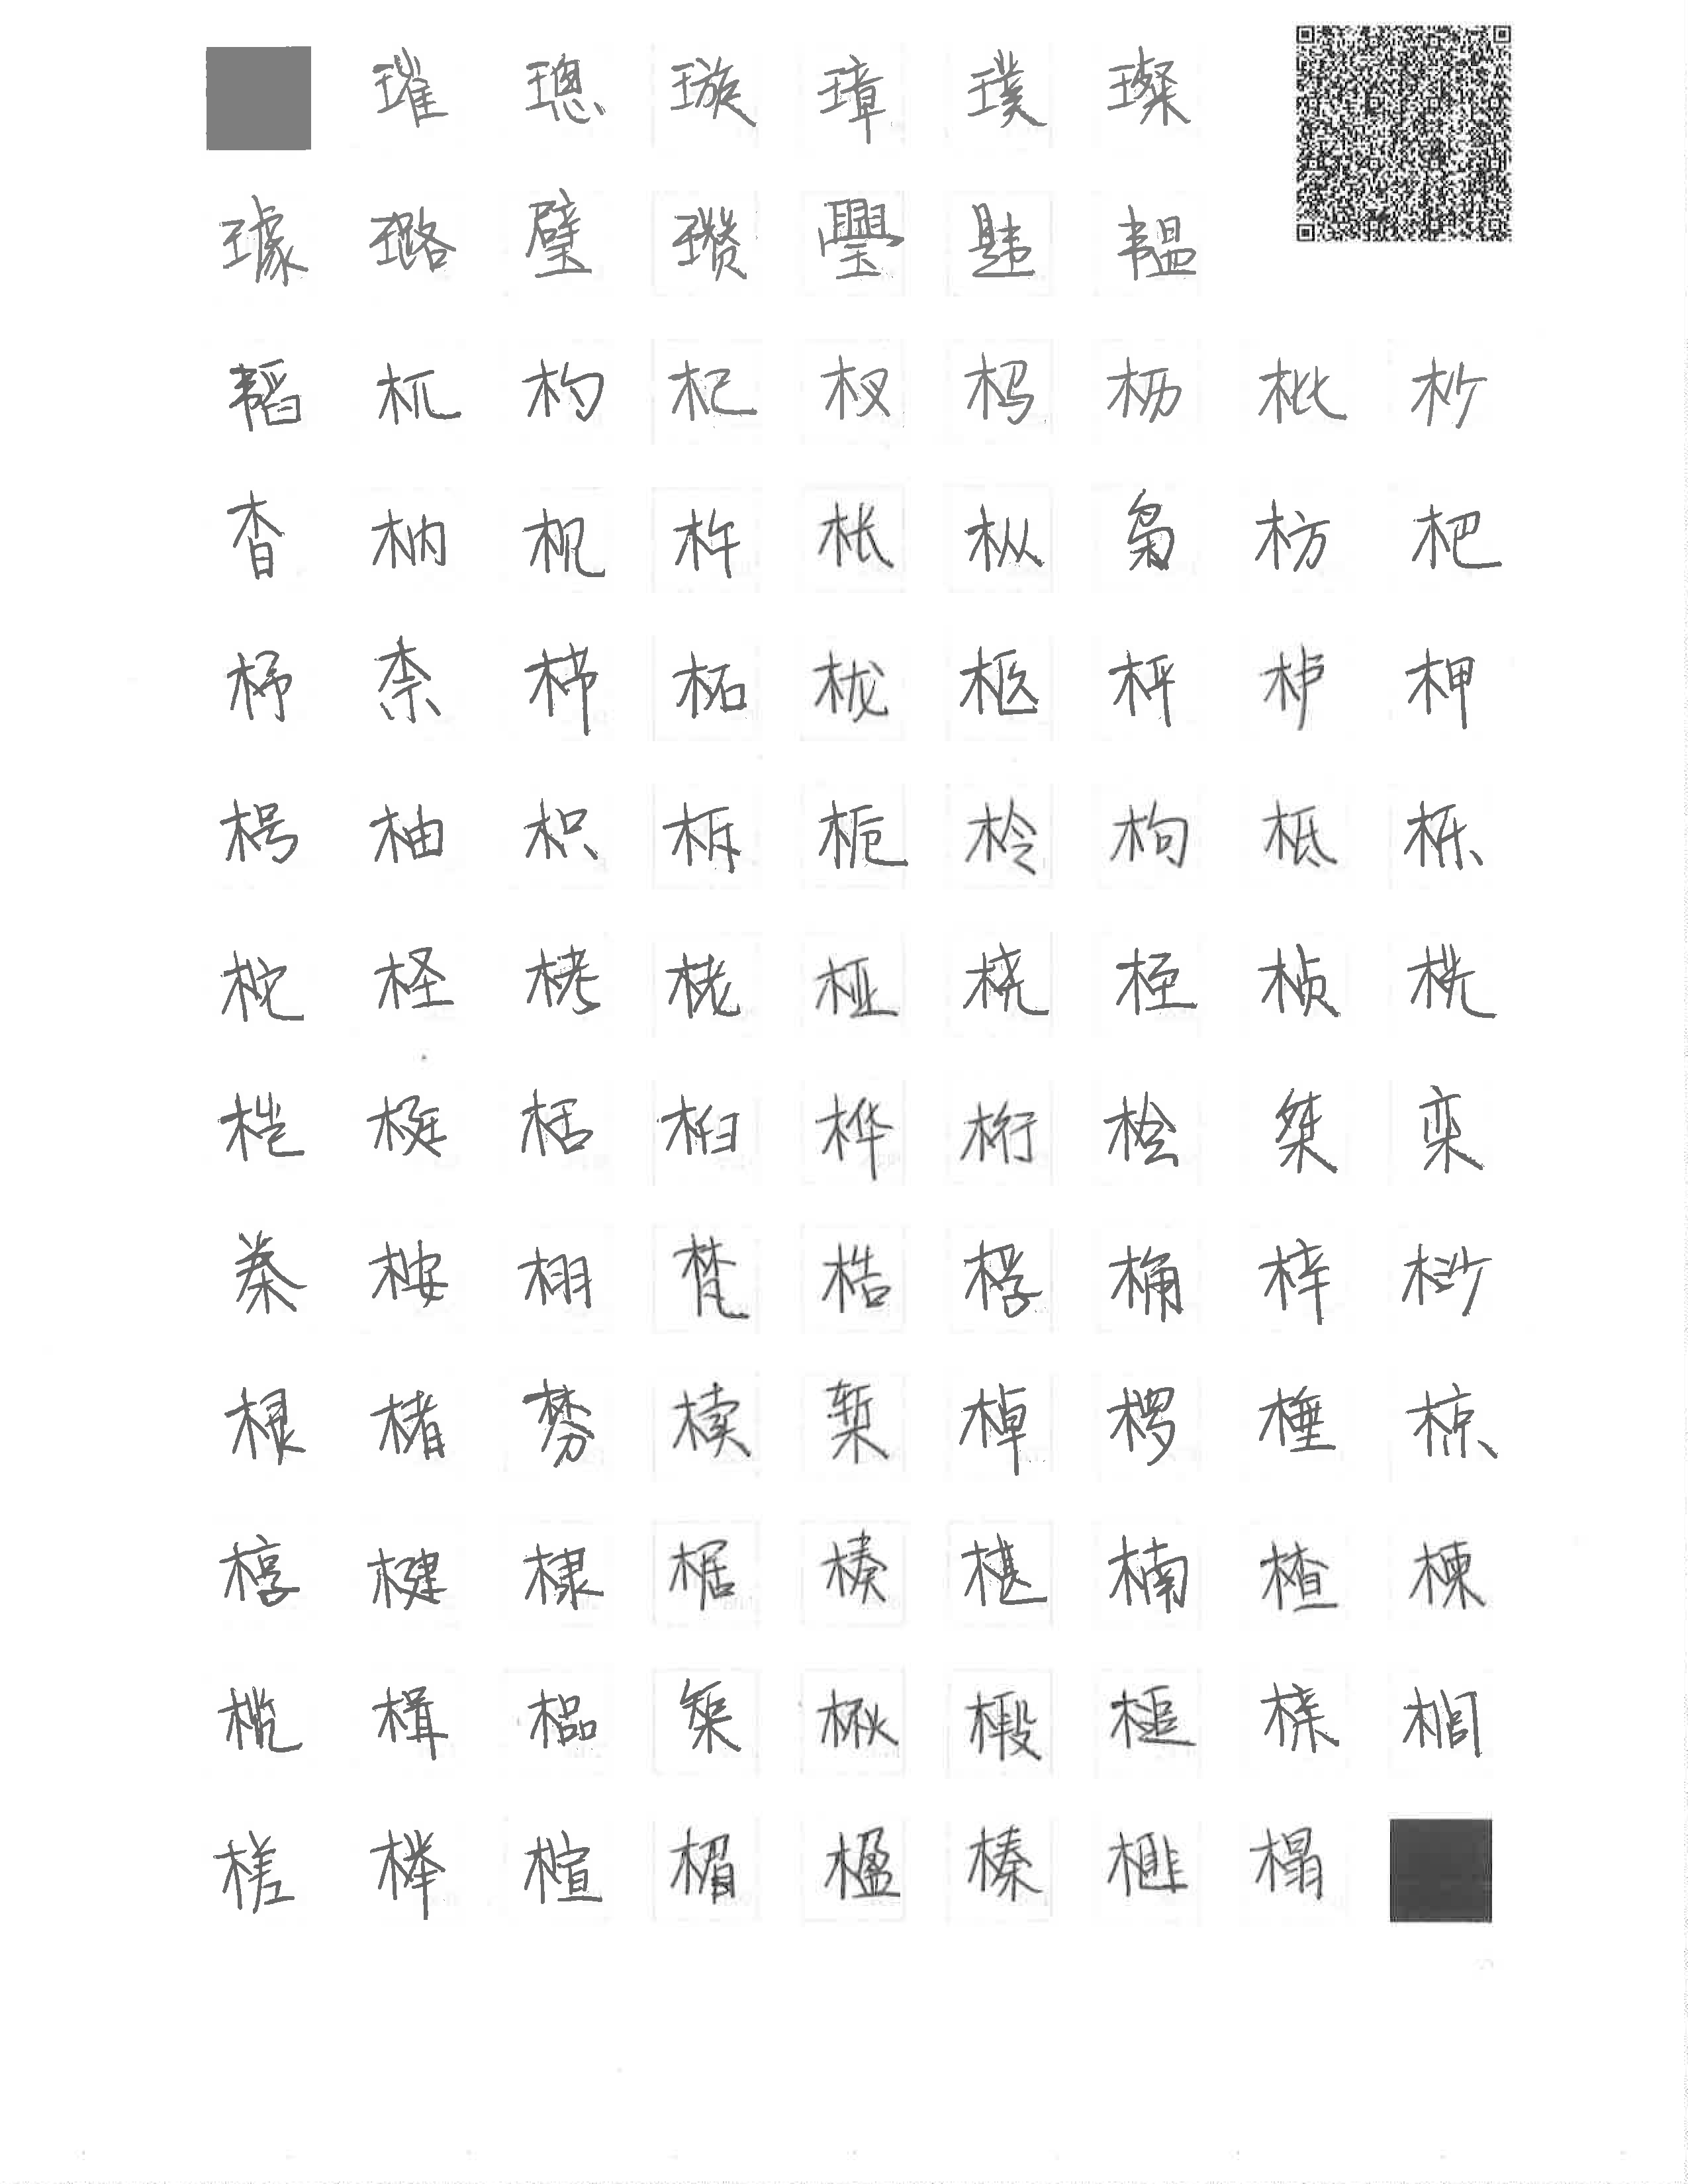 璀璁璇璋璞璨
璩璐璧瓒璺韪韫
韬杌杓杞杈杩枥枇杪
杳枘枧杵枨枞枭枋杷
杼柰栉柘栊柩枰栌柙
枵柚枳柝栀柃枸柢栎
柁柽栲栳桠桡桎桢桄
桤梃栝桕桦桁桧桀栾
桊桉栩梵梏桴桷梓桫
棂楮棼椟椠棹椤棰椋
椁楗棣椐楱椹楠楂楝
榄楫榀榘楸椴槌榇榈
槎榉楦楣楹榛榧榻